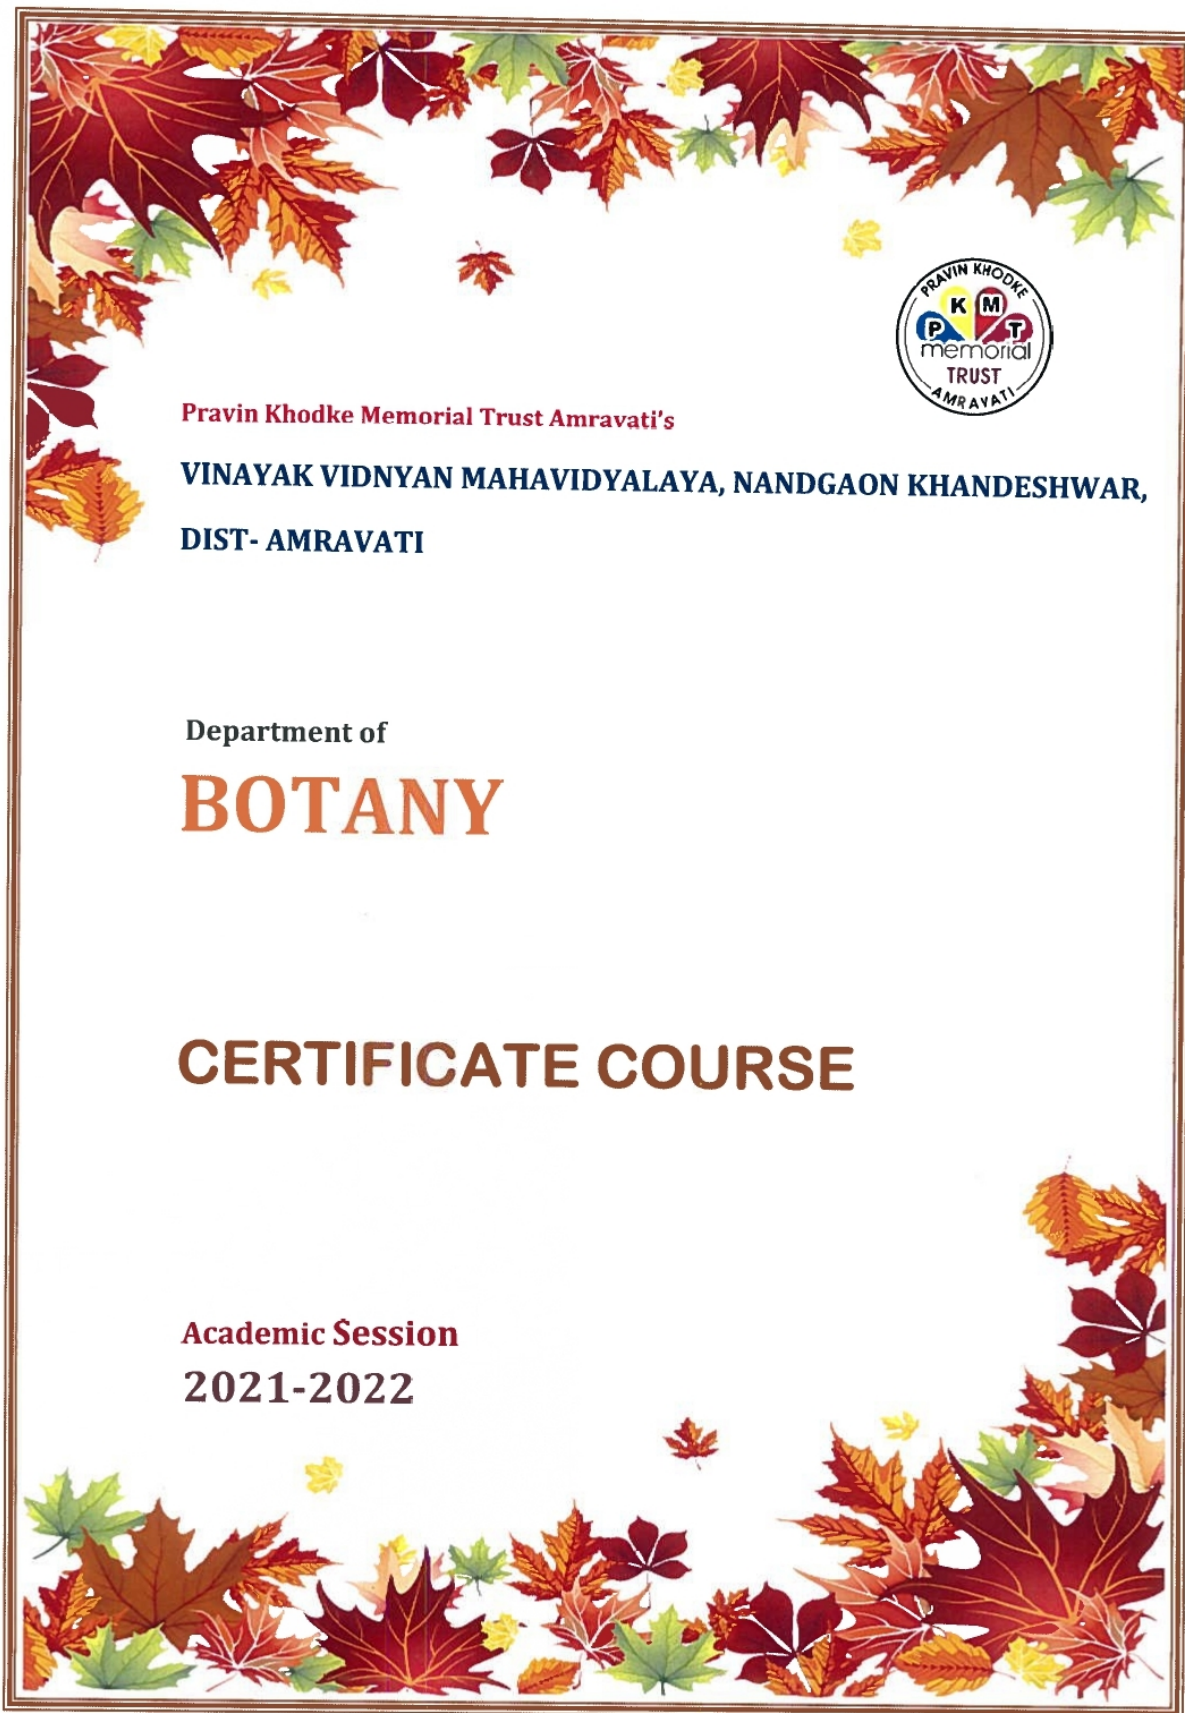 PRAVIN KHODKE
K M
P T
memorial
TRUST
AMRAVATI
Pravin Khodke Memorial Trust Amravati's
VINAYAK VIDNYAN MAHAVIDYALAYA, NANDGAON KHANDESHWAR,
DIST- AMRAVATI
Department of
BOTANY
CERTIFICATE COURSE
Academic Session
2021-2022